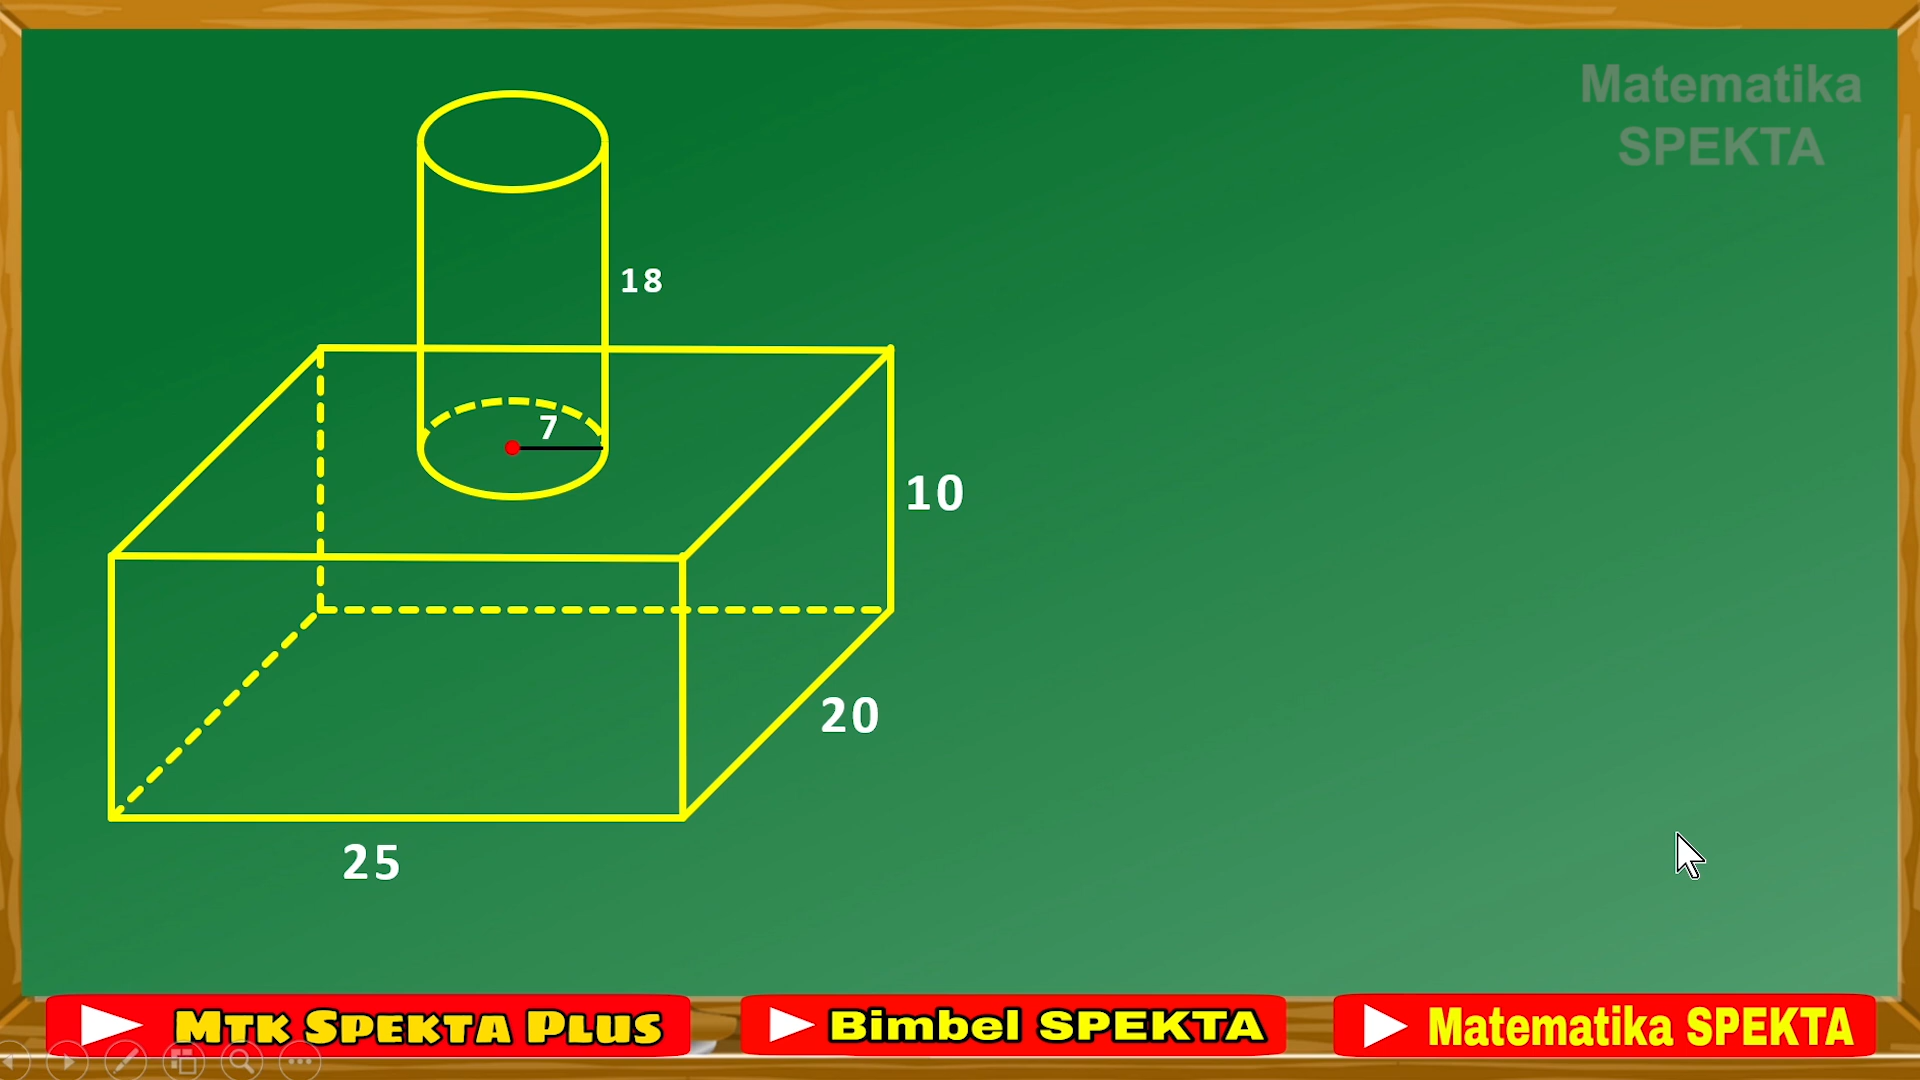 Matematika
SPEKTA
18
7
10
20
25
Mtk Spekta Plus
Bimbel SPEKTA
Matematika SPEKTA